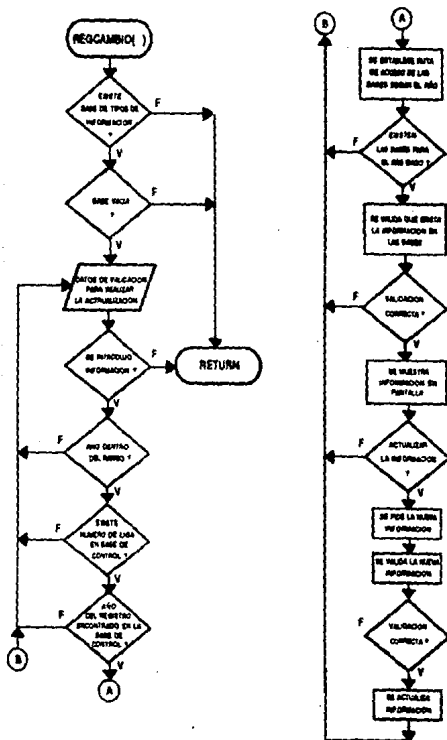 REGCAMBIO( )
EXISTE
BASE DE TIPOS DE
INFORMACION
?
F
V
BASE VACIA
?
F
V
DATOS DE VALIDACION
PARA REALIZAR
LA ACTUALIZACION
SE INTRODUJO
INFORMACION ?
F
V
RETURN
AÑO DENTRO
DEL RANGO ?
F
V
EXISTE
NUMERO DE LIGA
EN BASE DE
CONTROL ?
F
V
AÑO
DEL REGISTRO
ENCONTRADO EN LA
BASE DE
CONTROL ?
F
V
B
A
B
A
SE ESTABLECE RUTA
DE ACCESO DE LAS
BASES SEGUN EL AÑO
EXISTEN
LAS BASES PARA
EL AÑO DADO ?
F
V
SE VALIDA QUE EXISTA
LA INFORMACION EN
LAS BASES
VALIDACION
CORRECTA ?
F
V
SE MUESTRA
INFORMACION EN
PANTALLA
ACTUALIZAR
LA INFORMACION
?
F
V
SE PIDE LA NUEVA
INFORMACION
SE VALIDA LA NUEVA
INFORMACION
VALIDACION
CORRECTA ?
F
V
SE ACTUALIZA
INFORMACION